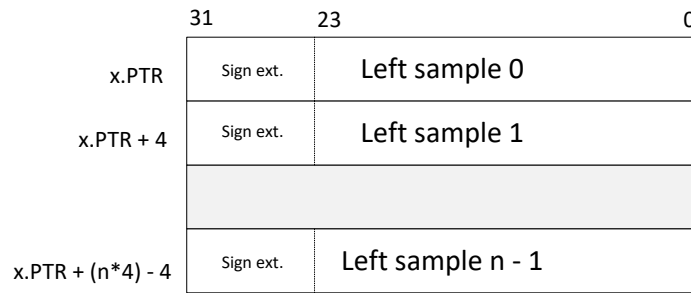 31 23 0
x.PTR Sign ext. Left sample 0
x.PTR + 4 Sign ext. Left sample 1
x.PTR + (n*4) - 4 Sign ext. Left sample n - 1